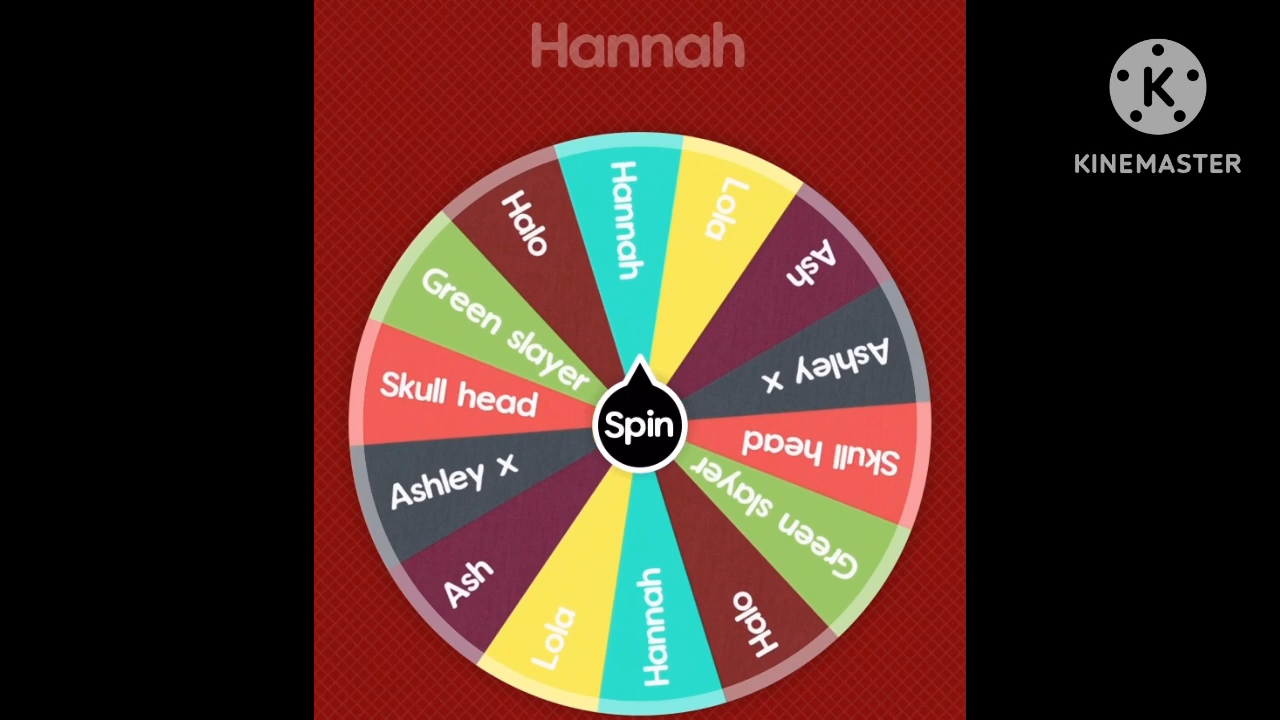 Hannah
KINEMASTER
Hannah
Lola
Ash
Ashley x
Skull head
Green slayer
Halo
Hannah
Lola
Ash
Ashley x
Skull head
Green slayer
Halo
Spin